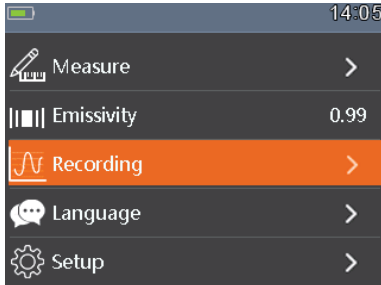 14:05
Measure
Emissivity 0.99
Recording
Language
Setup